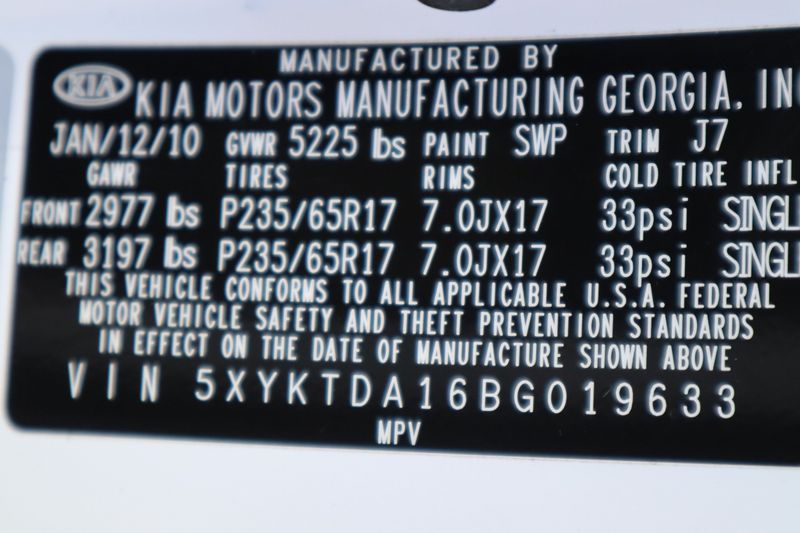 MANUFACTURED BY
KIA KIA MOTORS MANUFACTURING GEORGIA, IN
JAN/12/10 GVWR 5225 lbs PAINT SWP TRIM J7
GAWR TIRES RIMS COLD TIRE INFL
FRONT 2977 lbs P235/65R17 7.0JX17 33psi SINGL
REAR 3197 lbs P235/65R17 7.0JX17 33psi SINGL
THIS VEHICLE CONFORMS TO ALL APPLICABLE U.S.A. FEDERAL
MOTOR VEHICLE SAFETY AND THEFT PREVENTION STANDARDS
IN EFFECT ON THE DATE OF MANUFACTURE SHOWN ABOVE
VIN 5XYKTDA16BG019633
MPV